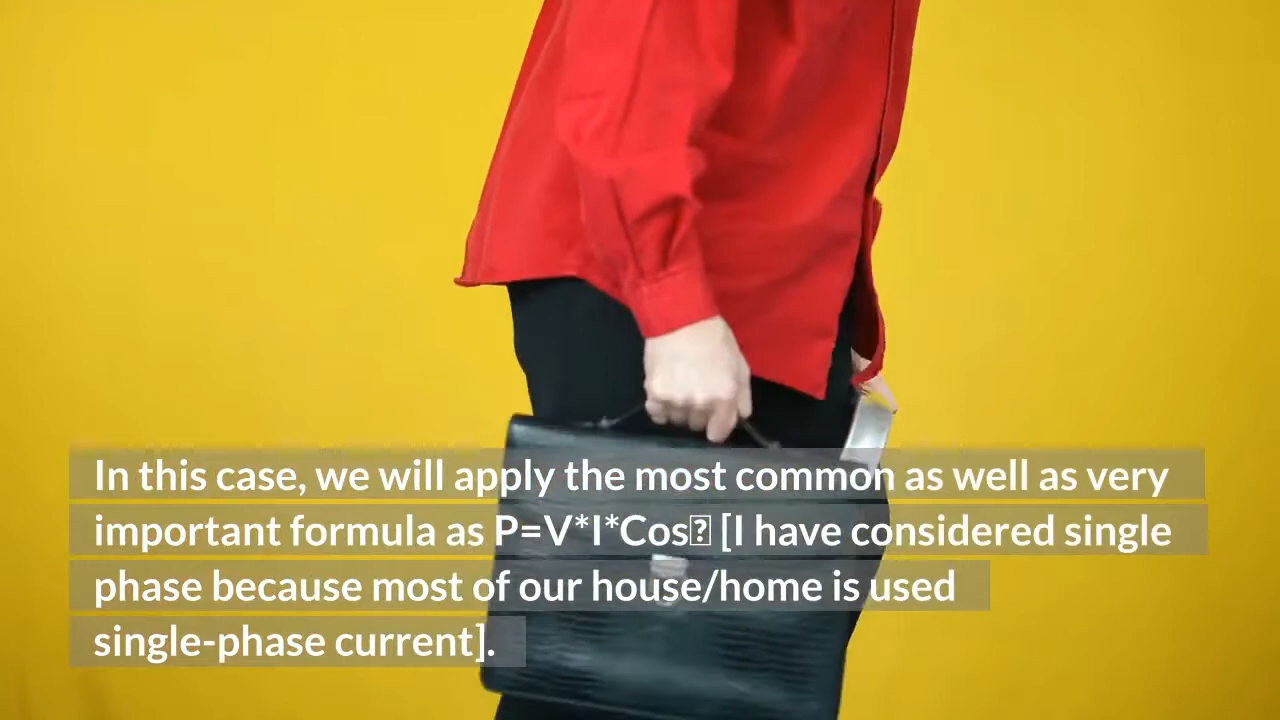 In this case, we will apply the most common as well as very
important formula as P=V*I*Cos⍰ [I have considered single
phase because most of our house/home is used
single-phase current].